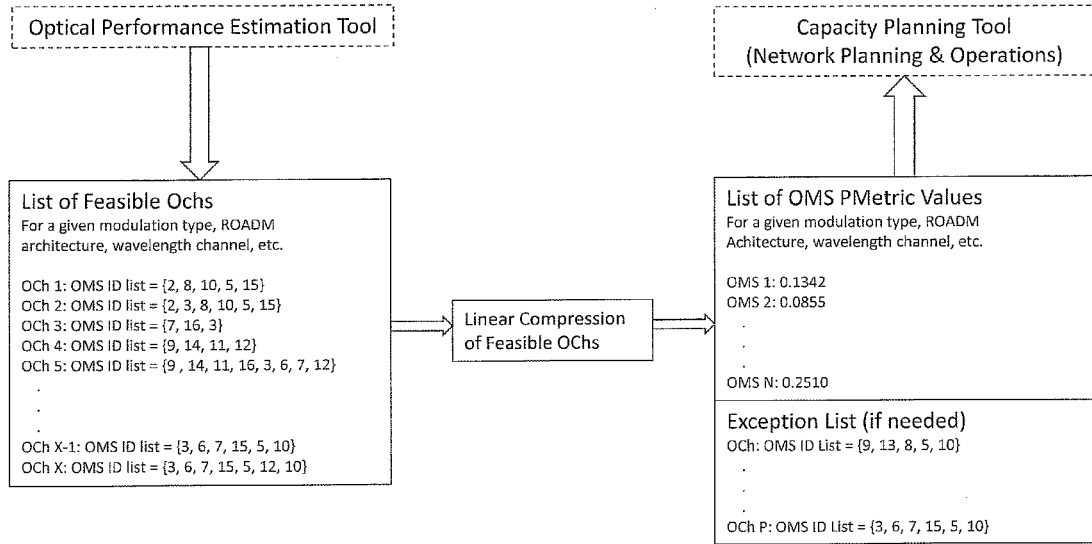 Optical Performance Estimation Tool
List of Feasible Ochs
For a given modulation type, ROADM
architecture, wavelength channel, etc.
OCh 1: OMS ID list = {2, 8, 10, 5, 15}
OCh 2: OMS ID list = {2, 3, 8, 10, 5, 15}
OCh 3: OMS ID list = {7, 16, 3}
OCh 4: OMS ID list = {9, 14, 11, 12}
OCh 5: OMS ID list = {9 , 14, 11, 16, 3, 6, 7, 12}
.
.
.
OCh X-1: OMS ID list = {3, 6, 7, 15, 5, 10}
OCh X: OMS ID list = {3, 6, 7, 15, 5, 12, 10}
Linear Compression
of Feasible OChs
Capacity Planning Tool
(Network Planning & Operations)
List of OMS PMetric Values
For a given modulation type, ROADM
Achitecture, wavelength channel, etc.
OMS 1: 0.1342
OMS 2: 0.0855
.
.
.
OMS N: 0.2510
Exception List (if needed)
OCh: OMS ID List = {9, 13, 8, 5, 10}
.
.
.
OCh P: OMS ID List = {3, 6, 7, 15, 5, 10}